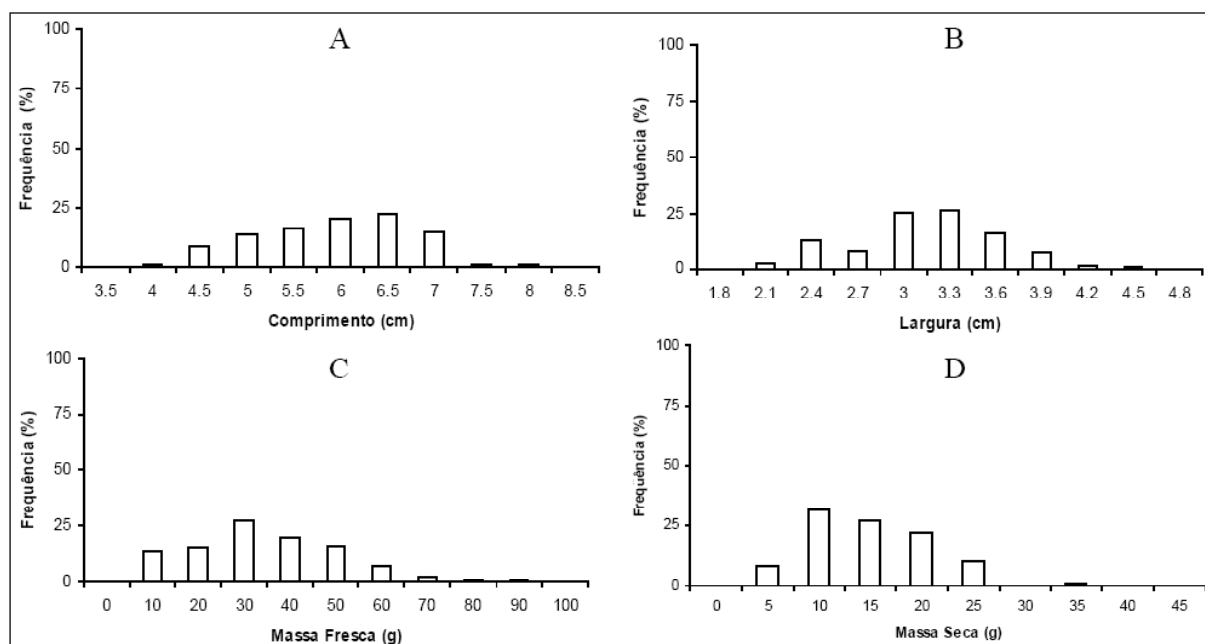 A
Frequência (%)
100
75
50
25
0
3.5 4 4.5 5 5.5 6 6.5 7 7.5 8 8.5
Comprimento (cm)
B
Frequência (%)
100
75
50
25
0
1.8 2.1 2.4 2.7 3 3.3 3.6 3.9 4.2 4.5 4.8
Largura (cm)
C
Frequência (%)
100
75
50
25
0
0 10 20 30 40 50 60 70 80 90 100
Massa Fresca (g)
D
Frequência (%)
100
75
50
25
0
0 5 10 15 20 25 30 35 40 45
Massa Seca (g)